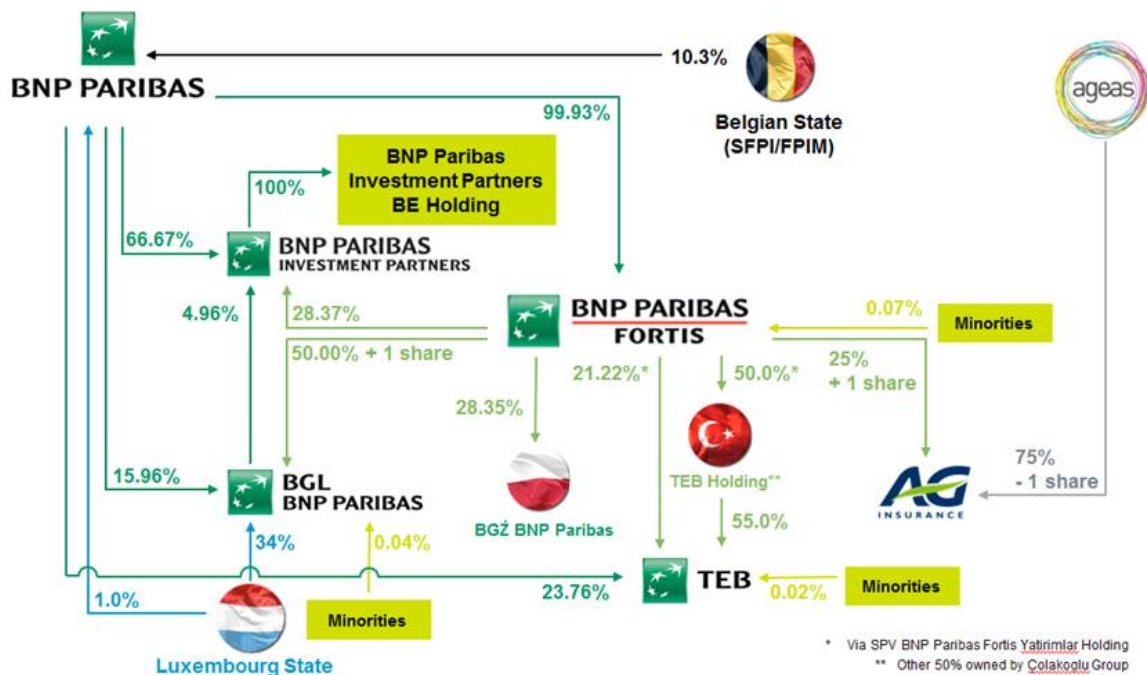 BNP PARIBAS
10.3%
Belgian State
(SFPI/FPIM)
ageas
99.93%
BNP Paribas
Investment Partners
BE Holding
100%
66.67%
BNP PARIBAS
INVESTMENT PARTNERS
4.96%
28.37%
50.00% + 1 share
BNP PARIBAS
FORTIS
0.07%
Minorities
25%
+ 1 share
21.22%*
50.0%*
28.35%
15.96%
BGL
BNP PARIBAS
BGŻ BNP Paribas
TEB Holding**
AG
INSURANCE
75%
- 1 share
55.0%
34%
0.04%
1.0%
23.76%
TEB
0.02%
Minorities
Minorities
Luxembourg State
* Via SPV BNP Paribas Fortis Yatirimlar Holding
** Other 50% owned by Colakoglu Group